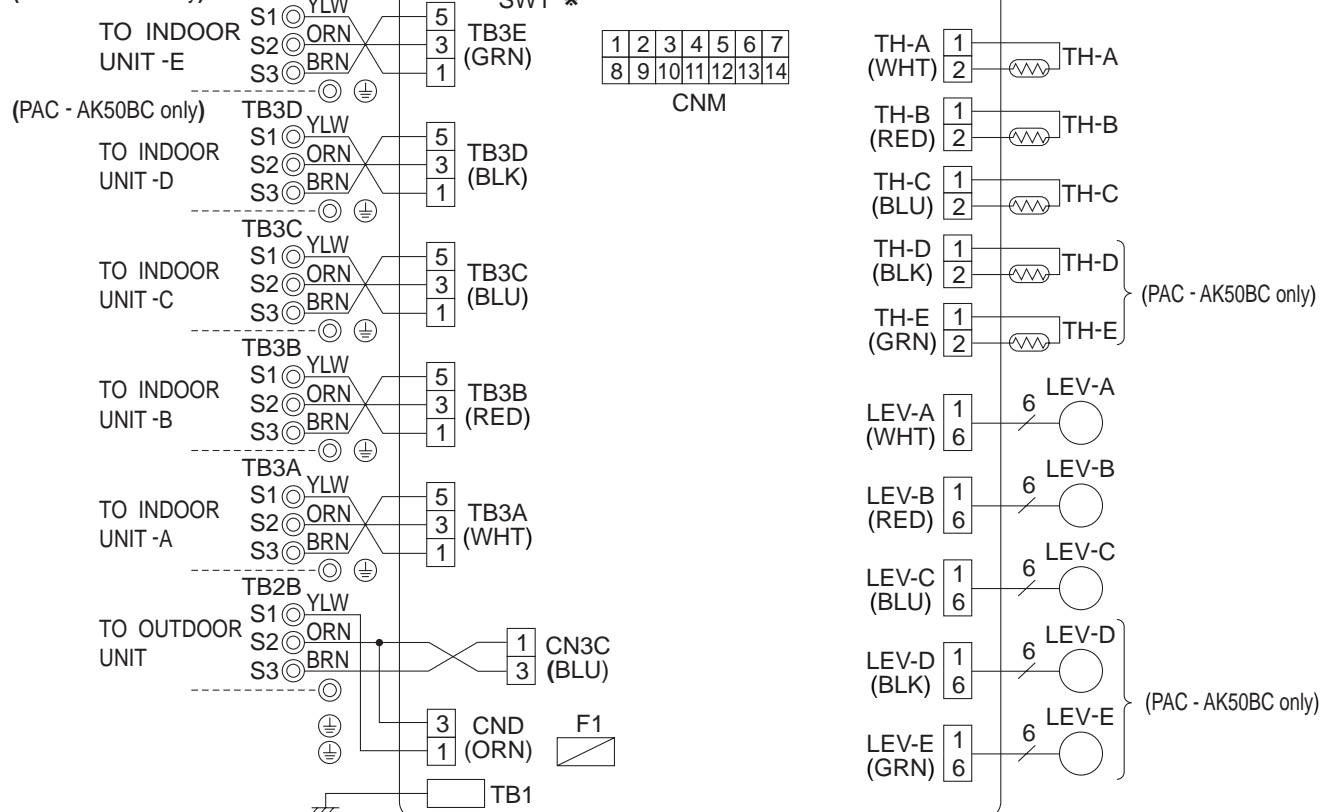 SW1 *
S1 YLW 5
TO INDOOR S2 ORN 3 TB3E
UNIT -E S3 BRN 1 (GRN)
1 2 3 4 5 6 7
8 9 10 11 12 13 14
CNM
(PAC - AK50BC only) TB3D
S1 YLW 5
TO INDOOR S2 ORN 3 TB3D
UNIT -D S3 BRN 1 (BLK)
TB3C
S1 YLW 5
TO INDOOR S2 ORN 3 TB3C
UNIT -C S3 BRN 1 (BLU)
TB3B
S1 YLW 5
TO INDOOR S2 ORN 3 TB3B
UNIT -B S3 BRN 1 (RED)
TB3A
S1 YLW 5
TO INDOOR S2 ORN 3 TB3A
UNIT -A S3 BRN 1 (WHT)
TB2B
S1 YLW
TO OUTDOOR S2 ORN 1 CN3C
UNIT S3 BRN 3 (BLU)
3 CND F1
1 (ORN)
TB1
TH-A 1 TH-A
(WHT) 2
TH-B 1 TH-B
(RED) 2
TH-C 1 TH-C
(BLU) 2
TH-D 1 TH-D
(BLK) 2
(PAC - AK50BC only)
TH-E 1 TH-E
(GRN) 2
LEV-A 1 6 LEV-A
(WHT) 6
LEV-B 1 6 LEV-B
(RED) 6
LEV-C 1 6 LEV-C
(BLU) 6
LEV-D 1 6 LEV-D
(BLK) 6
(PAC - AK50BC only)
LEV-E 1 6 LEV-E
(GRN) 6